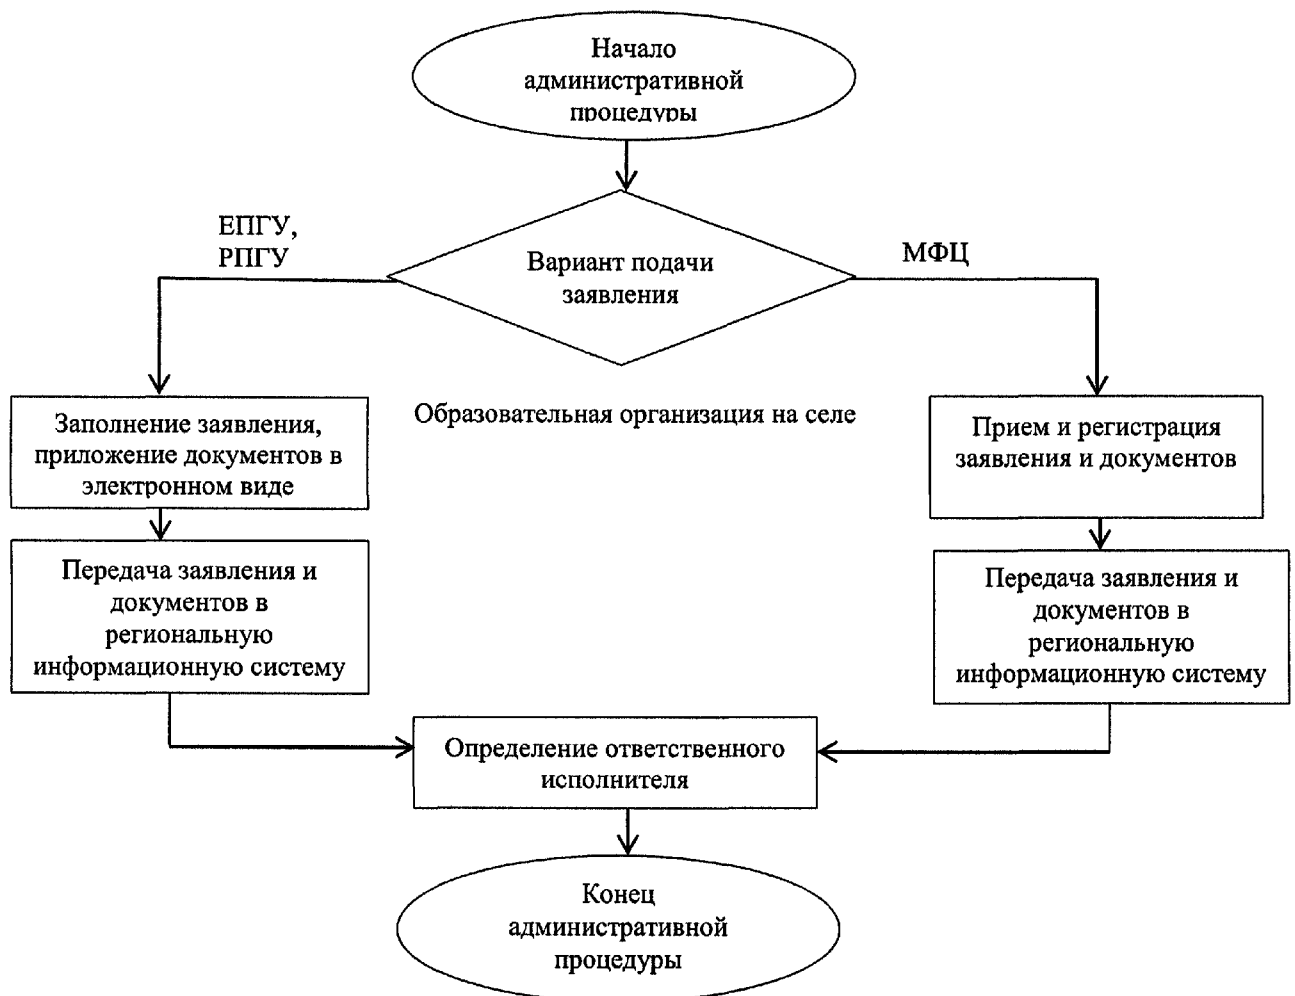 Начало
административной
процедуры
ЕПГУ,
РПГУ
Вариант подачи
заявления
МФЦ
Заполнение заявления,
приложение документов в
электронном виде
Образовательная организация на селе
Прием и регистрация
заявления и документов
Передача заявления и
документов в
региональную
информационную систему
Передача заявления и
документов в
региональную
информационную систему
Определение ответственного
исполнителя
Конец
административной
процедуры